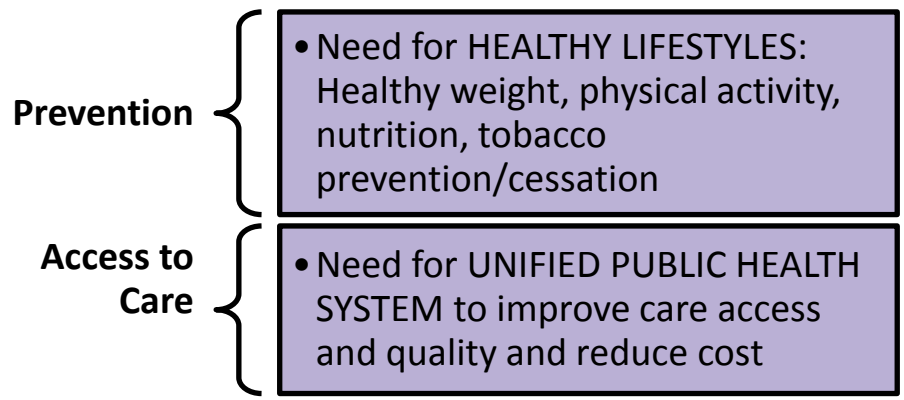 Prevention
• Need for HEALTHY LIFESTYLES:
Healthy weight, physical activity,
nutrition, tobacco
prevention/cessation
Access to
Care
• Need for UNIFIED PUBLIC HEALTH
SYSTEM to improve care access
and quality and reduce cost